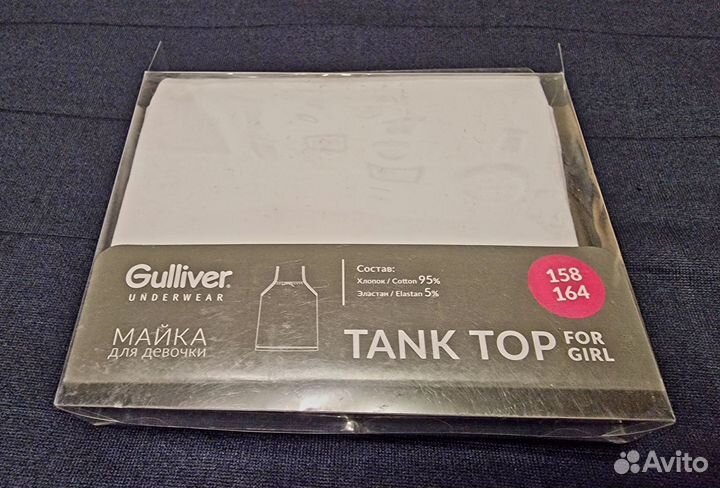 Gulliver
UNDERWEAR
МАЙКА
для девочки
Состав:
Хлопок / Cotton 95%
Эластан / Elastan 5%
158
164
TANK TOP FOR GIRL
Avito